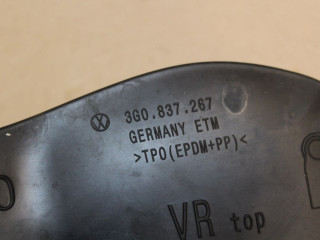 3G0.837.267
GERMANY ETM
>TPO(EPDM+PP)<
VR top